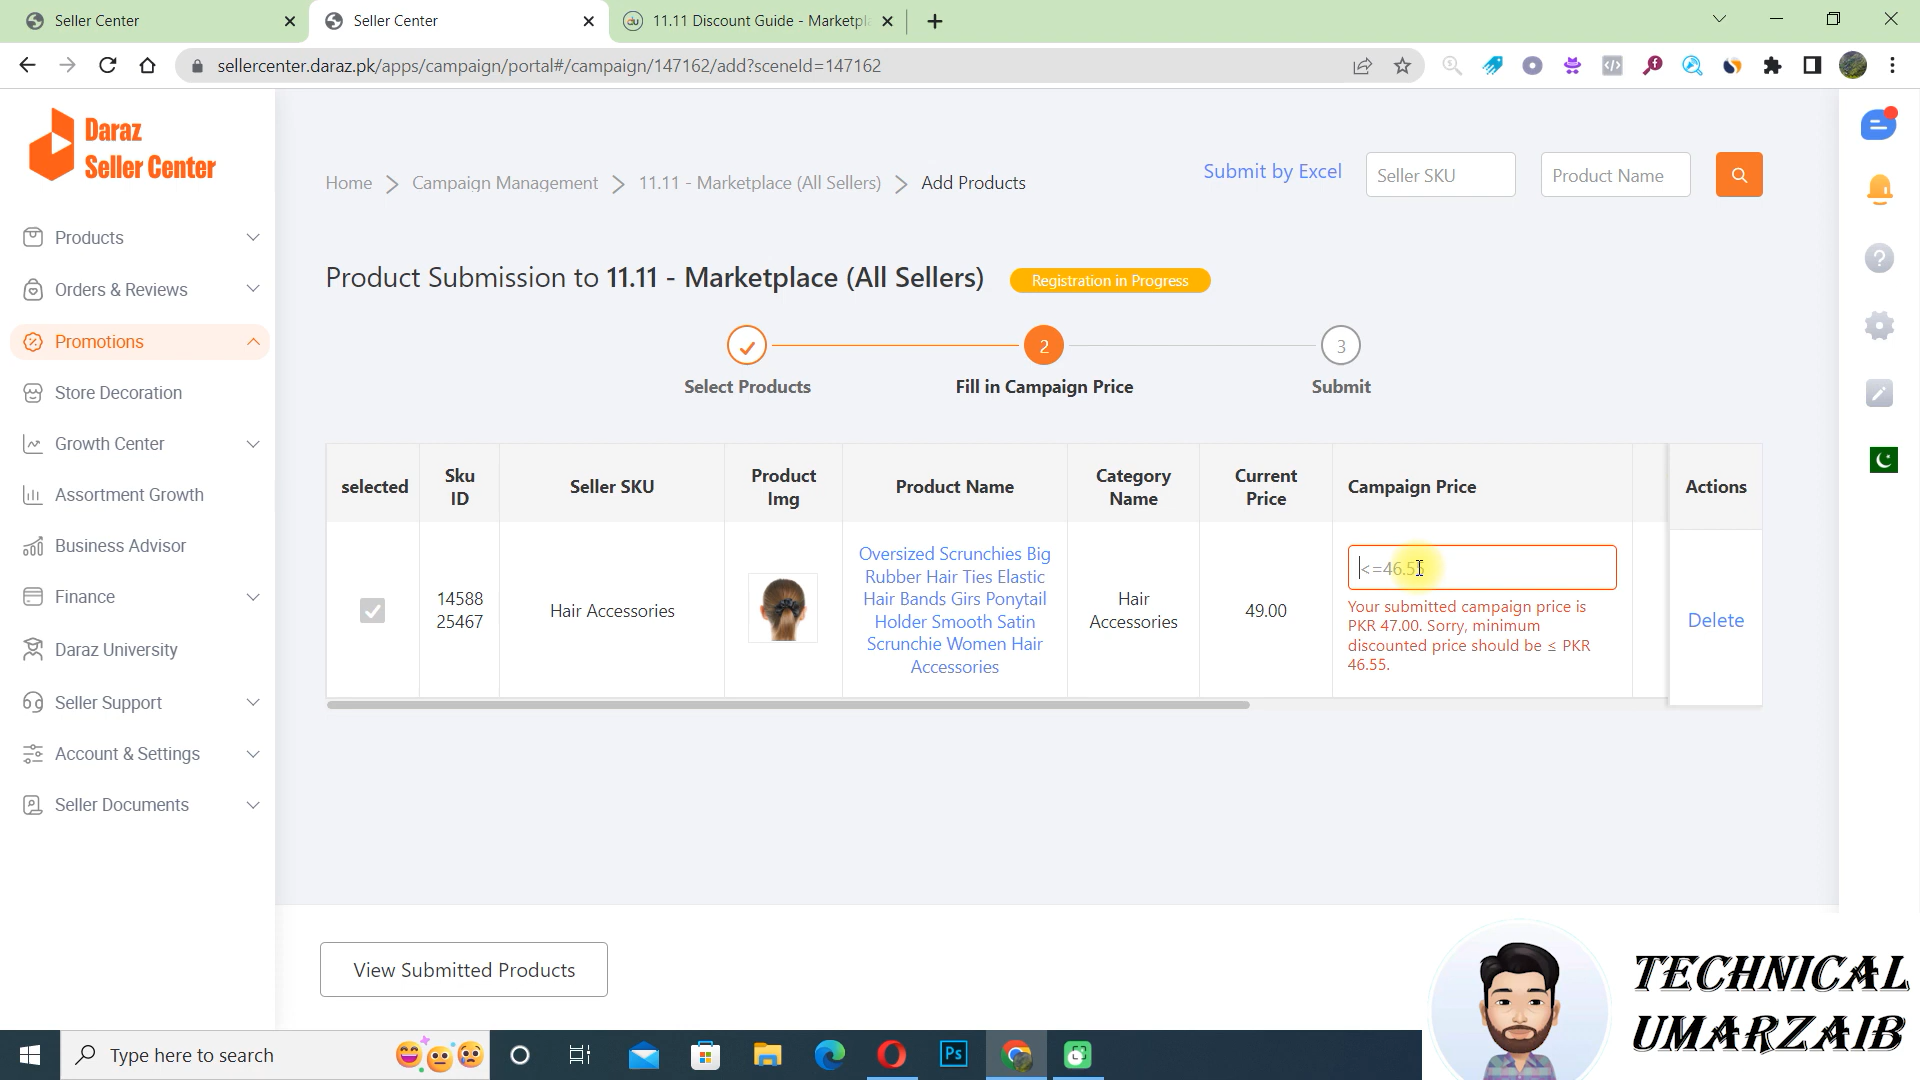 Seller Center
Seller Center
11.11 Discount Guide - Marketpl
sellercenter.daraz.pk/apps/campaign/portal#/campaign/147162/add?sceneId=147162
Daraz
Seller Center
Products
Orders & Reviews
Promotions
Store Decoration
Growth Center
Assortment Growth
Business Advisor
Finance
Daraz University
Seller Support
Account & Settings
Seller Documents
Home > Campaign Management > 11.11 - Marketplace (All Sellers) > Add Products
Submit by Excel
Seller SKU
Product Name
Product Submission to 11.11 - Marketplace (All Sellers)
Registration in Progress
2
3
Select Products
Fill in Campaign Price
Submit
selected
Sku
ID
Seller SKU
Product
Img
Product Name
Category
Name
Current
Price
Campaign Price
Actions
14588
25467
Hair Accessories
Oversized Scrunchies Big
Rubber Hair Ties Elastic
Hair Bands Girs Ponytail
Holder Smooth Satin
Scrunchie Women Hair
Accessories
Hair
Accessories
49.00
<=46.55
Your submitted campaign price is
PKR 47.00. Sorry, minimum
discounted price should be ≤ PKR
46.55.
Delete
View Submitted Products
Type here to search
Ps
TECHNICAL
UMARZAIB